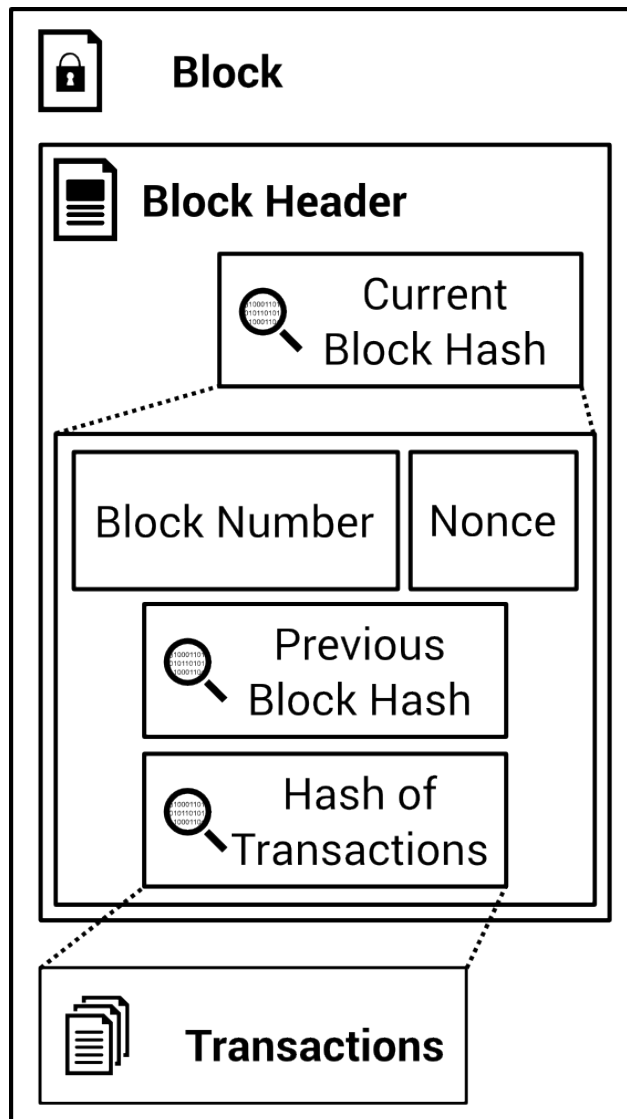 Block
Block Header
Current
Block Hash
Block Number
Nonce
Previous
Block Hash
Hash of
Transactions
Transactions